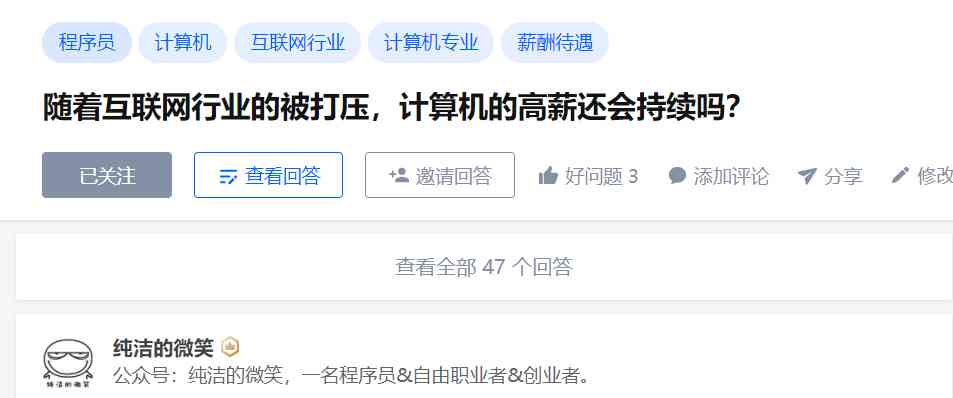 程序员 计算机 互联网行业 计算机专业 薪酬待遇
随着互联网行业的被打压，计算机的高薪还会持续吗？
已关注 查看回答 邀请回答 好问题 3 添加评论 分享 修改
查看全部 47 个回答
纯洁的微笑
公众号：纯洁的微笑，一名程序员&自由职业者&创业者。
纯洁的微笑